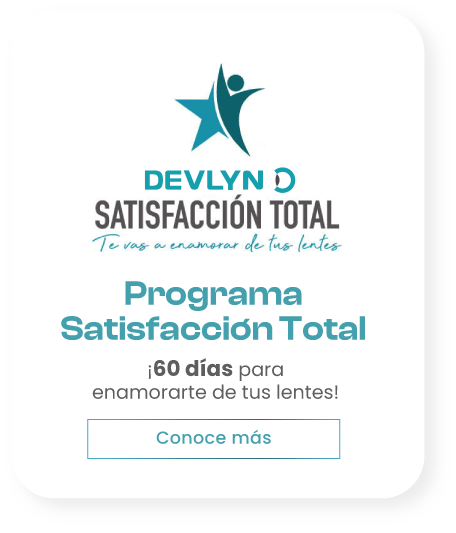 DEVLYN
SATISFACCIÓN TOTAL
Te vas a enamorar de tus lentes
Programa
Satisfacción Total
¡60 días para
enamorarte de tus lentes!
Conoce más